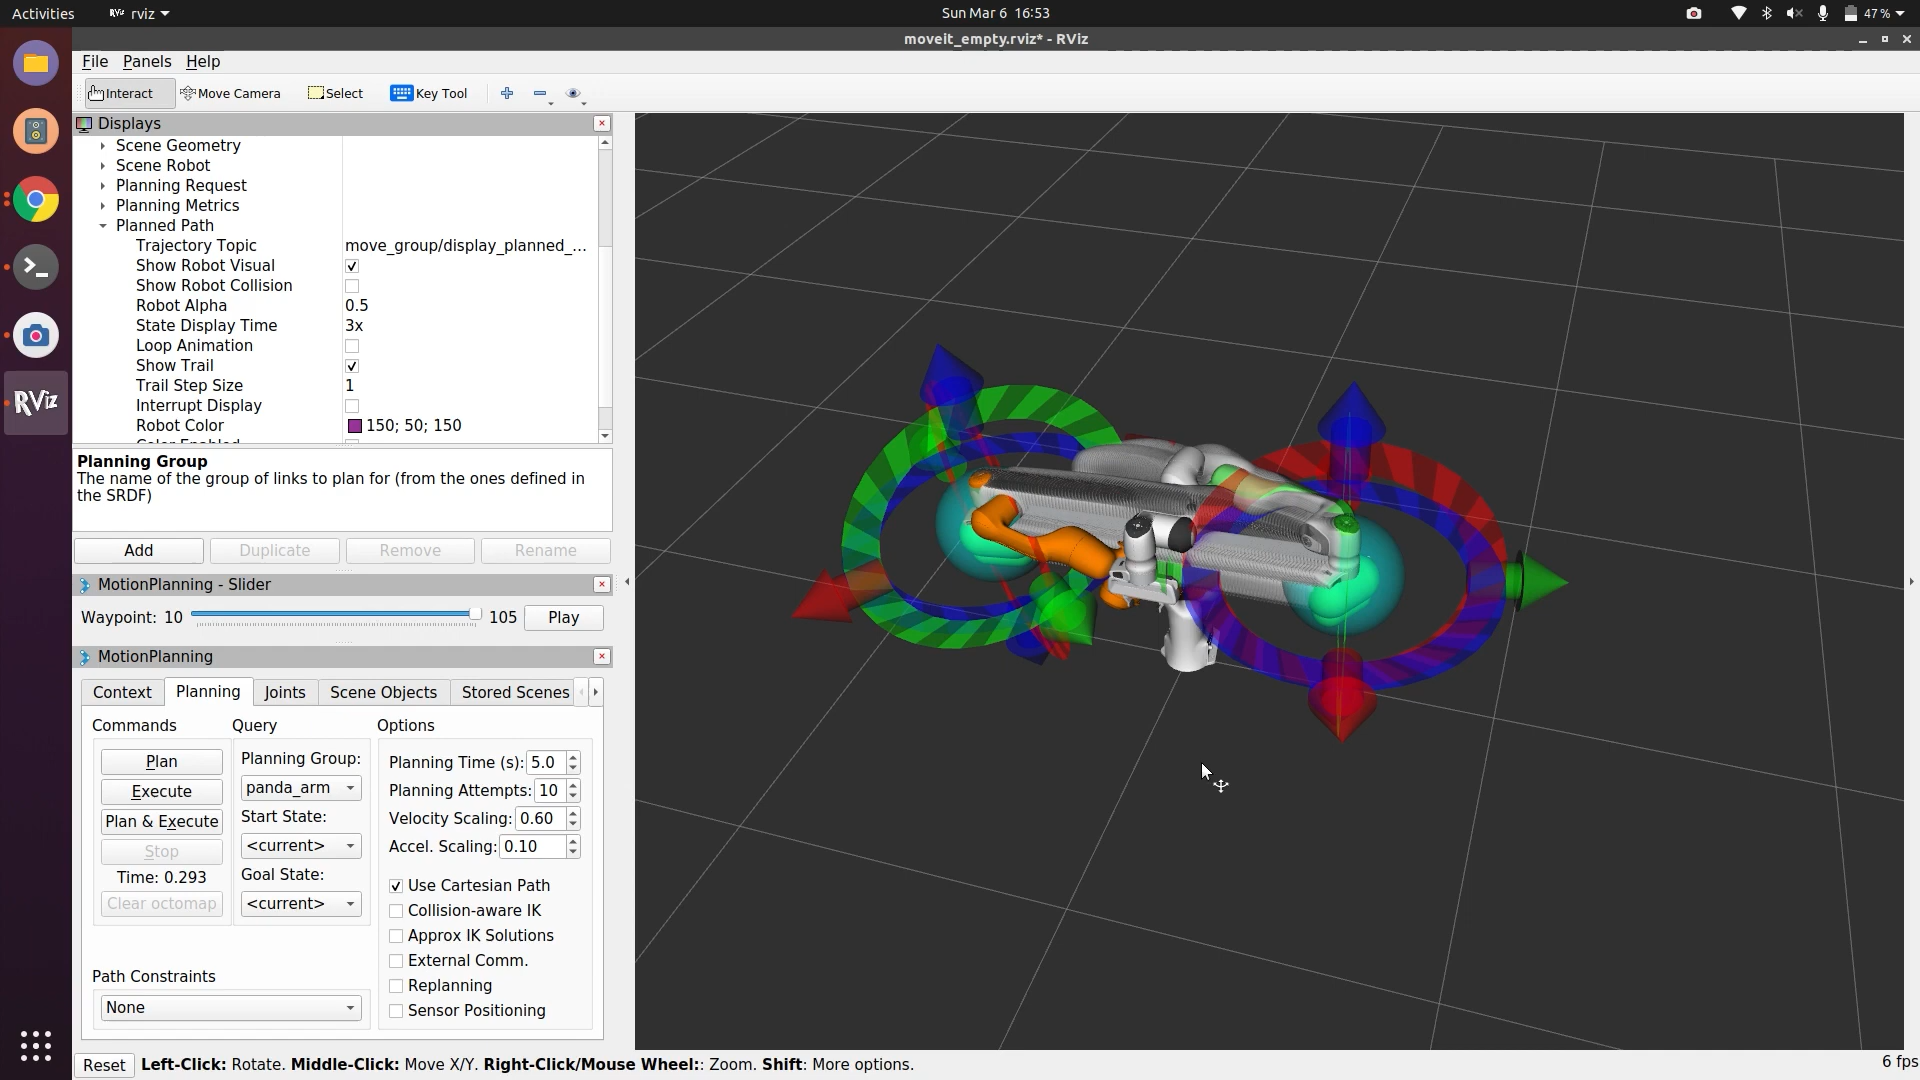 Activities RViz rviz Sun Mar 6 16:53 47 %
moveit_empty.rviz* - RViz
File Panels Help
Interact Move Camera Select Key Tool
Displays
Scene Geometry
Scene Robot
Planning Request
Planning Metrics
Planned Path
Trajectory Topic move_group/display_planned_...
Show Robot Visual
Show Robot Collision
Robot Alpha 0.5
State Display Time 3x
Loop Animation
Show Trail
Trail Step Size 1
Interrupt Display
Robot Color 150; 50; 150
RViz
Planning Group
The name of the group of links to plan for (from the ones defined in
the SRDF)
Add Duplicate Remove Rename
MotionPlanning - Slider
Waypoint: 10 105 Play
MotionPlanning
Context Planning Joints Scene Objects Stored Scenes
Commands Query Options
Plan
Execute
Plan & Execute
Stop
Time: 0.293
Clear octomap
Planning Group:
panda_arm
Start State:
<current>
Goal State:
<current>
Path Constraints
None
Planning Time (s): 5.0
Planning Attempts: 10
Velocity Scaling: 0.60
Accel. Scaling: 0.10
Use Cartesian Path
Collision-aware IK
Approx IK Solutions
External Comm.
Replanning
Sensor Positioning
Reset Left-Click: Rotate. Middle-Click: Move X/Y. Right-Click/Mouse Wheel:: Zoom. Shift: More options. 6 fps